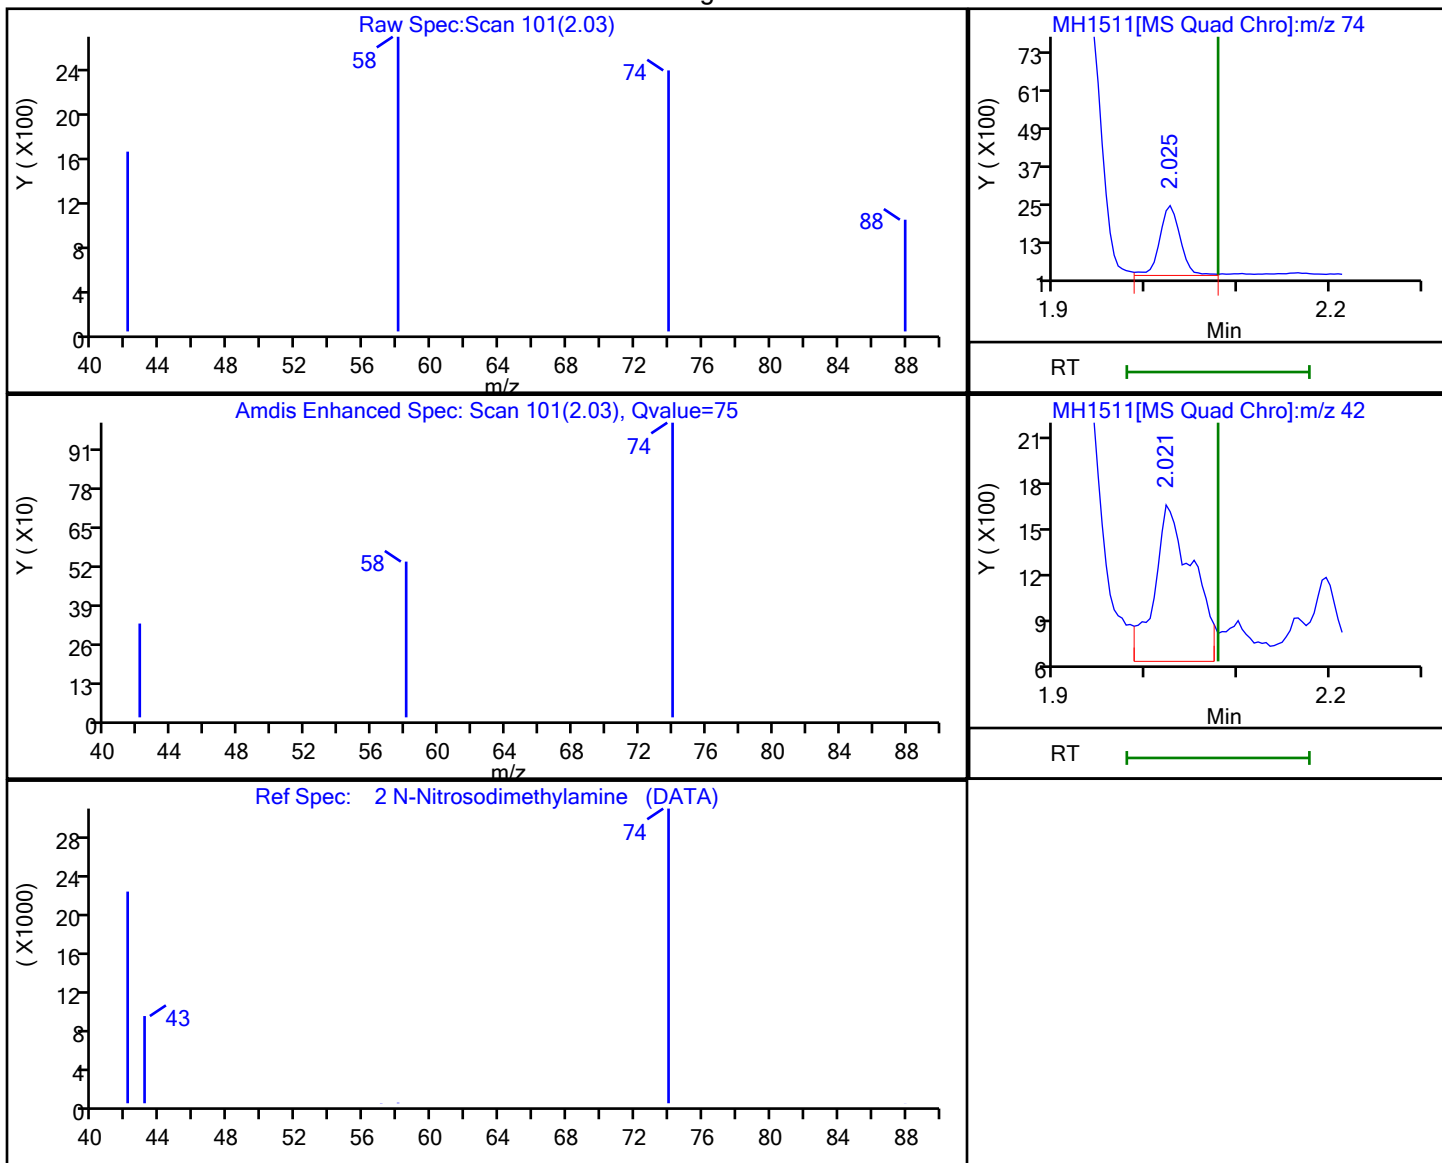 Raw Spec:Scan 101(2.03)
Y ( X100)
24
20
16
12
8
4
0
58
74
88
40 44 48 52 56 60 64 68 72 76 80 84 88
m/z
MH1511[MS Quad Chro]:m/z 74
Y ( X100)
73
61
49
37
25
13
1
2.025
1.9 2.2
Min
RT
Amdis Enhanced Spec: Scan 101(2.03), Qvalue=75
Y ( X10)
91
78
65
52
39
26
13
0
74
58
40 44 48 52 56 60 64 68 72 76 80 84 88
m/z
MH1511[MS Quad Chro]:m/z 42
Y ( X100)
21
18
15
12
9
6
2.021
1.9 2.2
Min
RT
Ref Spec: 2 N-Nitrosodimethylamine (DATA)
( X1000)
28
24
20
16
12
8
4
0
74
43
40 44 48 52 56 60 64 68 72 76 80 84 88